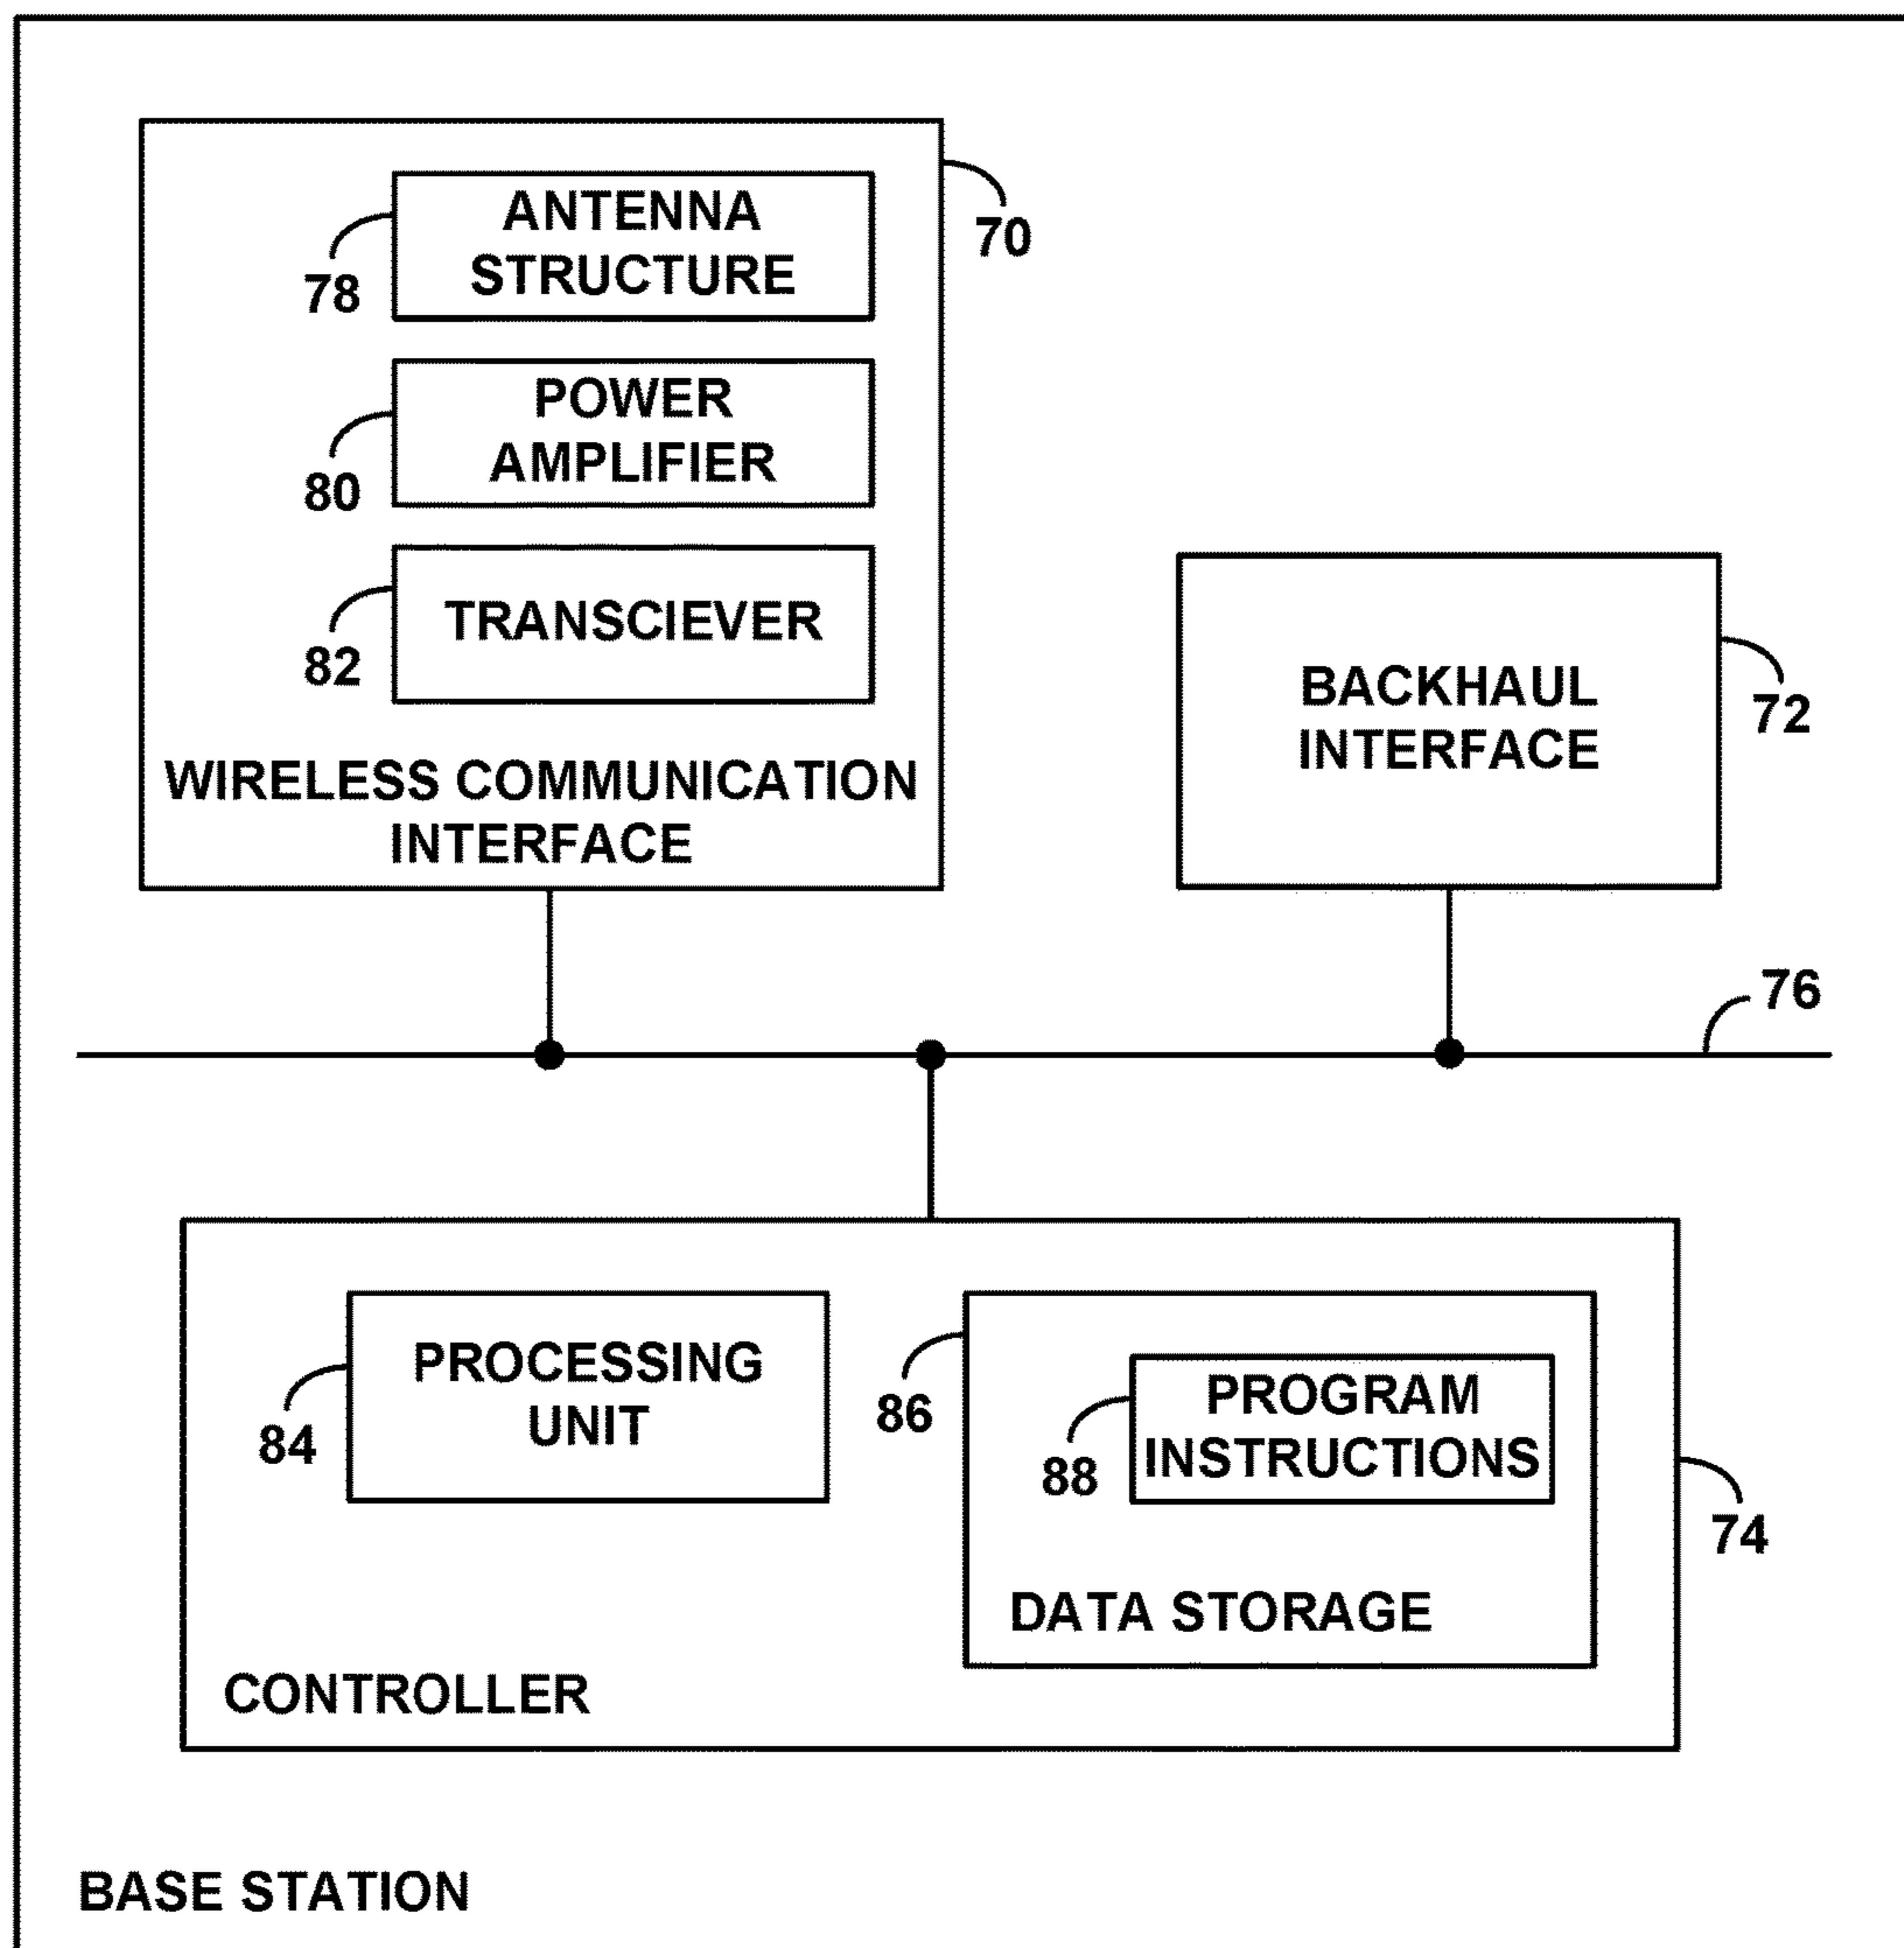 ANTENNA
STRUCTURE
78
70
POWER
AMPLIFIER
80
TRANSCIEVER
82
WIRELESS COMMUNICATION
INTERFACE
BACKHAUL
INTERFACE
72
76
PROCESSING
UNIT
84
86
PROGRAM
INSTRUCTIONS
88
74
DATA STORAGE
CONTROLLER
BASE STATION